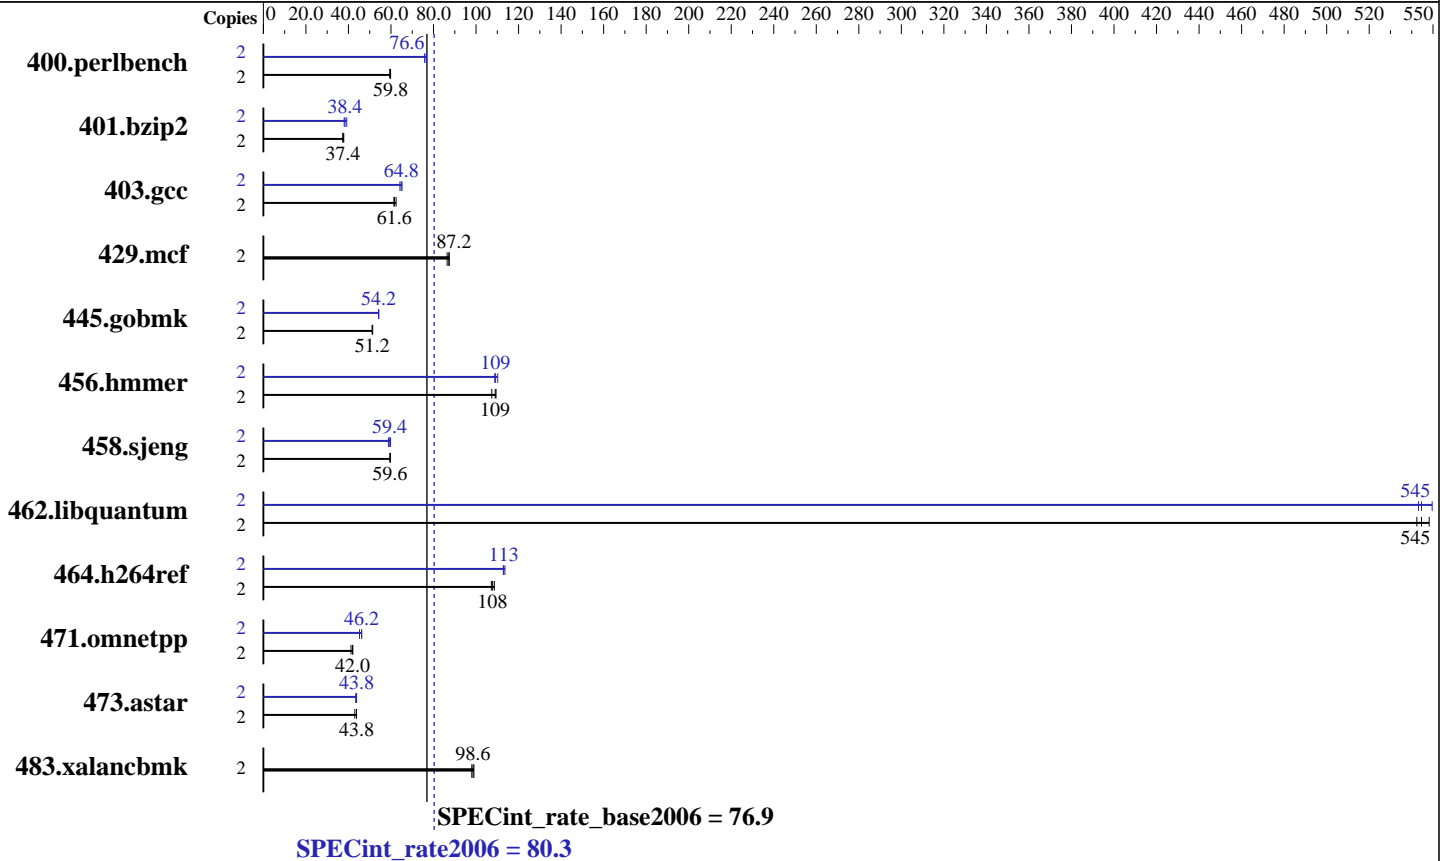 Copies 0 20.0 40.0 60.0 80.0 100 120 140 160 180 200 220 240 260 280 300 320 340 360 380 400 420 440 460 480 500 520 550
400.perlbench 2 76.6
2 59.8
401.bzip2 2 38.4
2 37.4
403.gcc 2 64.8
2 61.6
429.mcf 2 87.2
445.gobmk 2 54.2
2 51.2
456.hmmer 2 109
2 109
458.sjeng 2 59.4
2 59.6
462.libquantum 2 545
2 545
464.h264ref 2 113
2 108
471.omnetpp 2 46.2
2 42.0
473.astar 2 43.8
2 43.8
483.xalancbmk 2 98.6
SPECint_rate_base2006 = 76.9
SPECint_rate2006 = 80.3